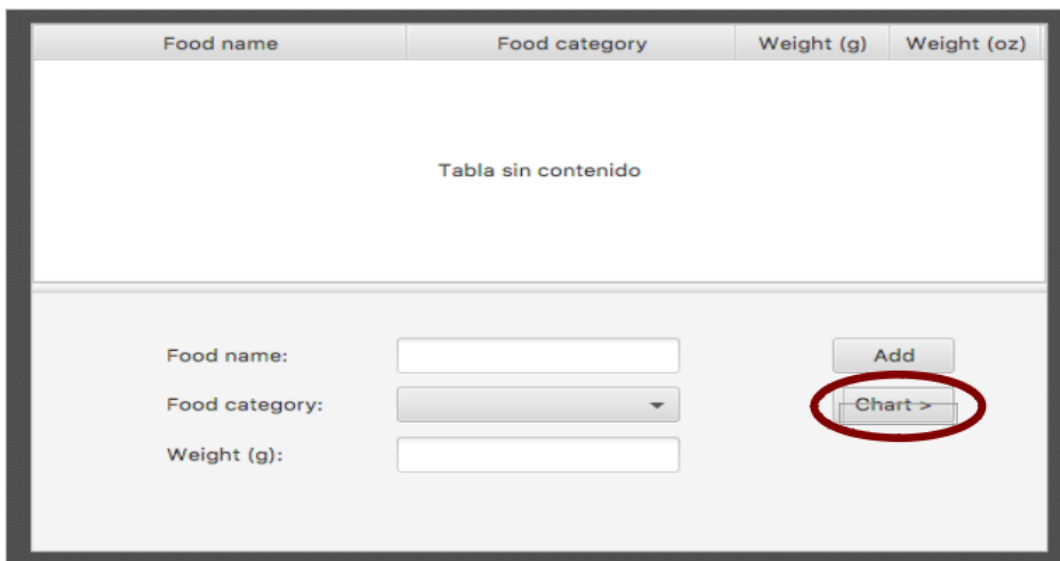 Food name Food category Weight (g) Weight (oz)
Tabla sin contenido
Food name: Add
Food category: Chart >
Weight (g):